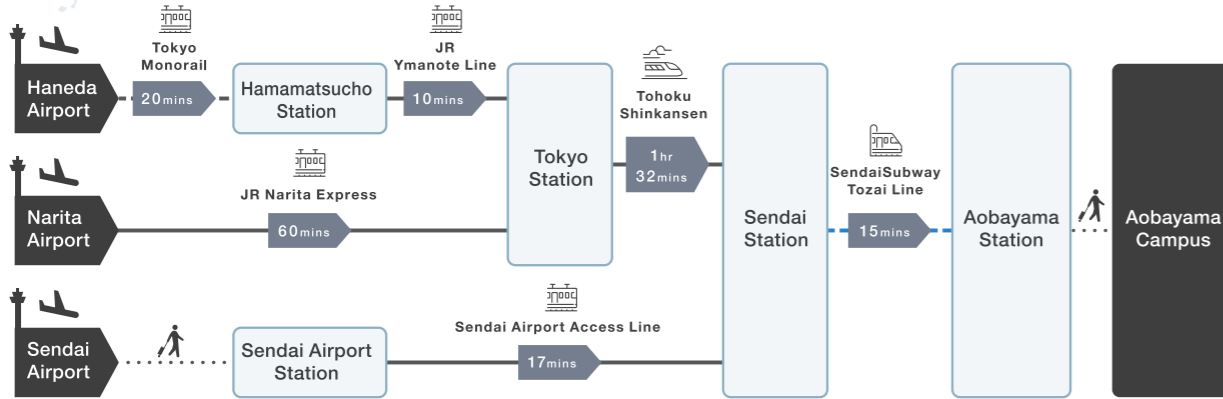 Tokyo
Monorail
JR
Ymanote Line
Haneda
Airport
20mins
Hamamatsucho
Station
10mins
Tohoku
Shinkansen
Tokyo
Station
1hr
32mins
JR Narita Express
Narita
Airport
60mins
Sendai
Station
SendaiSubway
Tozai Line
15mins
Aobayama
Station
Aobayama
Campus
Sendai Airport Access Line
Sendai
Airport
Sendai Airport
Station
17mins